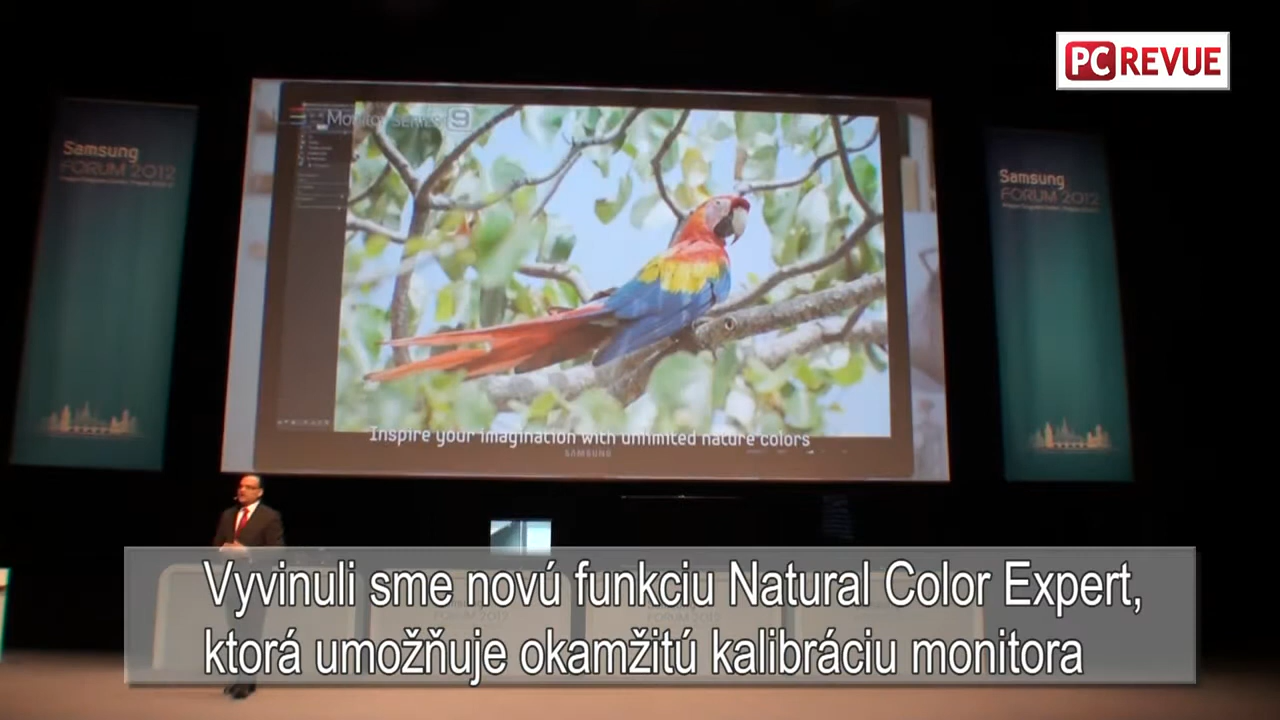 PC REVUE
MONITOR SERIES 9
Samsung
FORUM 2012
Samsung
FORUM 2012
Inspire your imagination with unlimited nature colors
SAMSUNG
Vyvinuli sme novú funkciu Natural Color Expert,
ktorá umožňuje okamžitú kalibráciu monitora